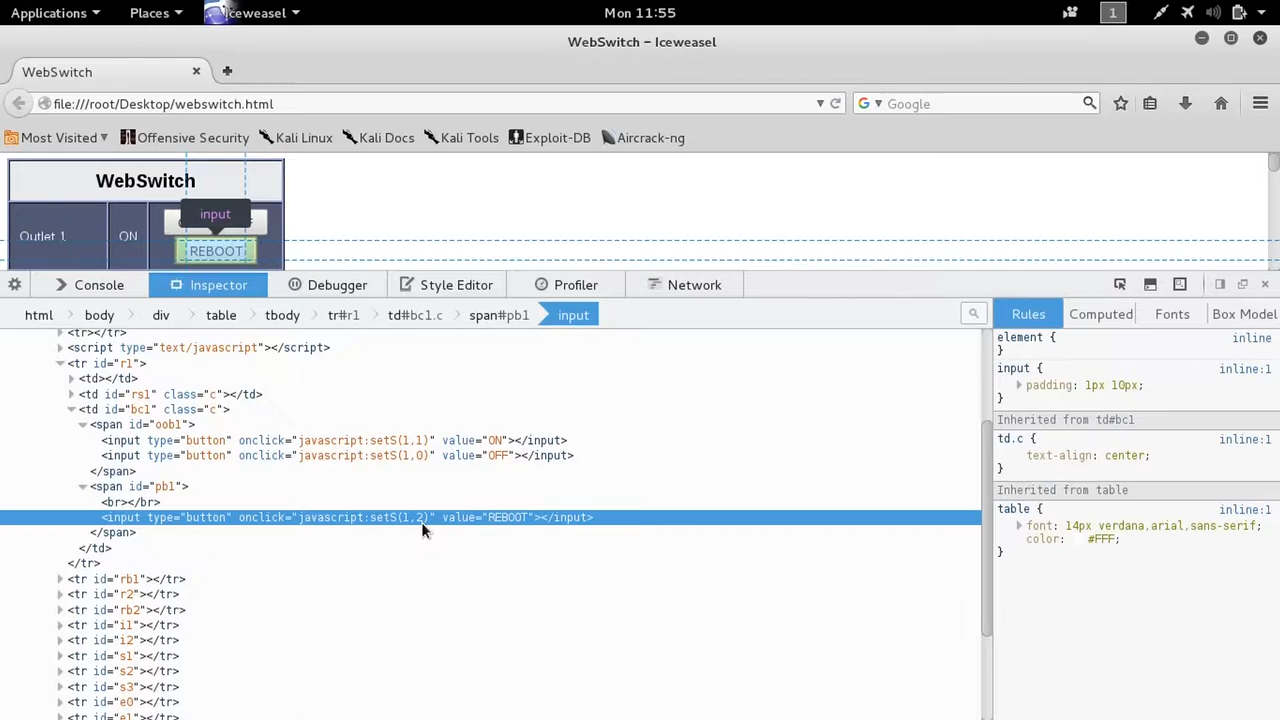 Applications Places Iceweasel Mon 11:55 1
WebSwitch - Iceweasel
WebSwitch
file:///root/Desktop/webswitch.html Google
Most Visited Offensive Security Kali Linux Kali Docs Kali Tools Exploit-DB Aircrack-ng
WebSwitch
input
Outlet 1 ON
REBOOT
Console Inspector Debugger Style Editor Profiler Network
html body div table tbody tr#r1 td#bc1.c span#pb1 input Rules Computed Fonts Box Model
<tr></tr>
<script type="text/javascript"></script>
<tr id="r1">
<td></td>
<td id="rs1" class="c"></td>
<td id="bc1" class="c">
<span id="oob1">
<input type="button" onclick="javascript:setS(1,1)" value="ON"></input>
<input type="button" onclick="javascript:setS(1,0)" value="OFF"></input>
</span>
<span id="pb1">
<br></br>
<input type="button" onclick="javascript:setS(1,2)" value="REBOOT"></input>
</span>
</td>
</tr>
<tr id="rb1"></tr>
<tr id="r2"></tr>
<tr id="rb2"></tr>
<tr id="i1"></tr>
<tr id="i2"></tr>
<tr id="s1"></tr>
<tr id="s2"></tr>
<tr id="s3"></tr>
<tr id="e0"></tr>
<tr id="e1"></tr>
element { inline
}
input { inline:1
padding: 1px 10px;
}
Inherited from td#bc1
td.c { inline:1
text-align: center;
}
Inherited from table
table { inline:1
font: 14px verdana,arial,sans-serif;
color: #FFF;
}